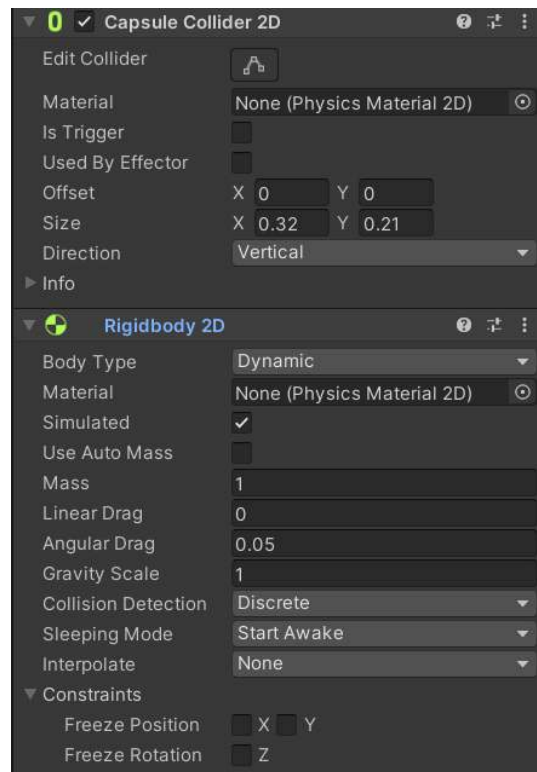 Capsule Collider 2D
Edit Collider
Material None (Physics Material 2D)
Is Trigger
Used By Effector
Offset X 0 Y 0
Size X 0.32 Y 0.21
Direction Vertical
Info
Rigidbody 2D
Body Type Dynamic
Material None (Physics Material 2D)
Simulated
Use Auto Mass
Mass 1
Linear Drag 0
Angular Drag 0.05
Gravity Scale 1
Collision Detection Discrete
Sleeping Mode Start Awake
Interpolate None
Constraints
Freeze Position X Y
Freeze Rotation Z